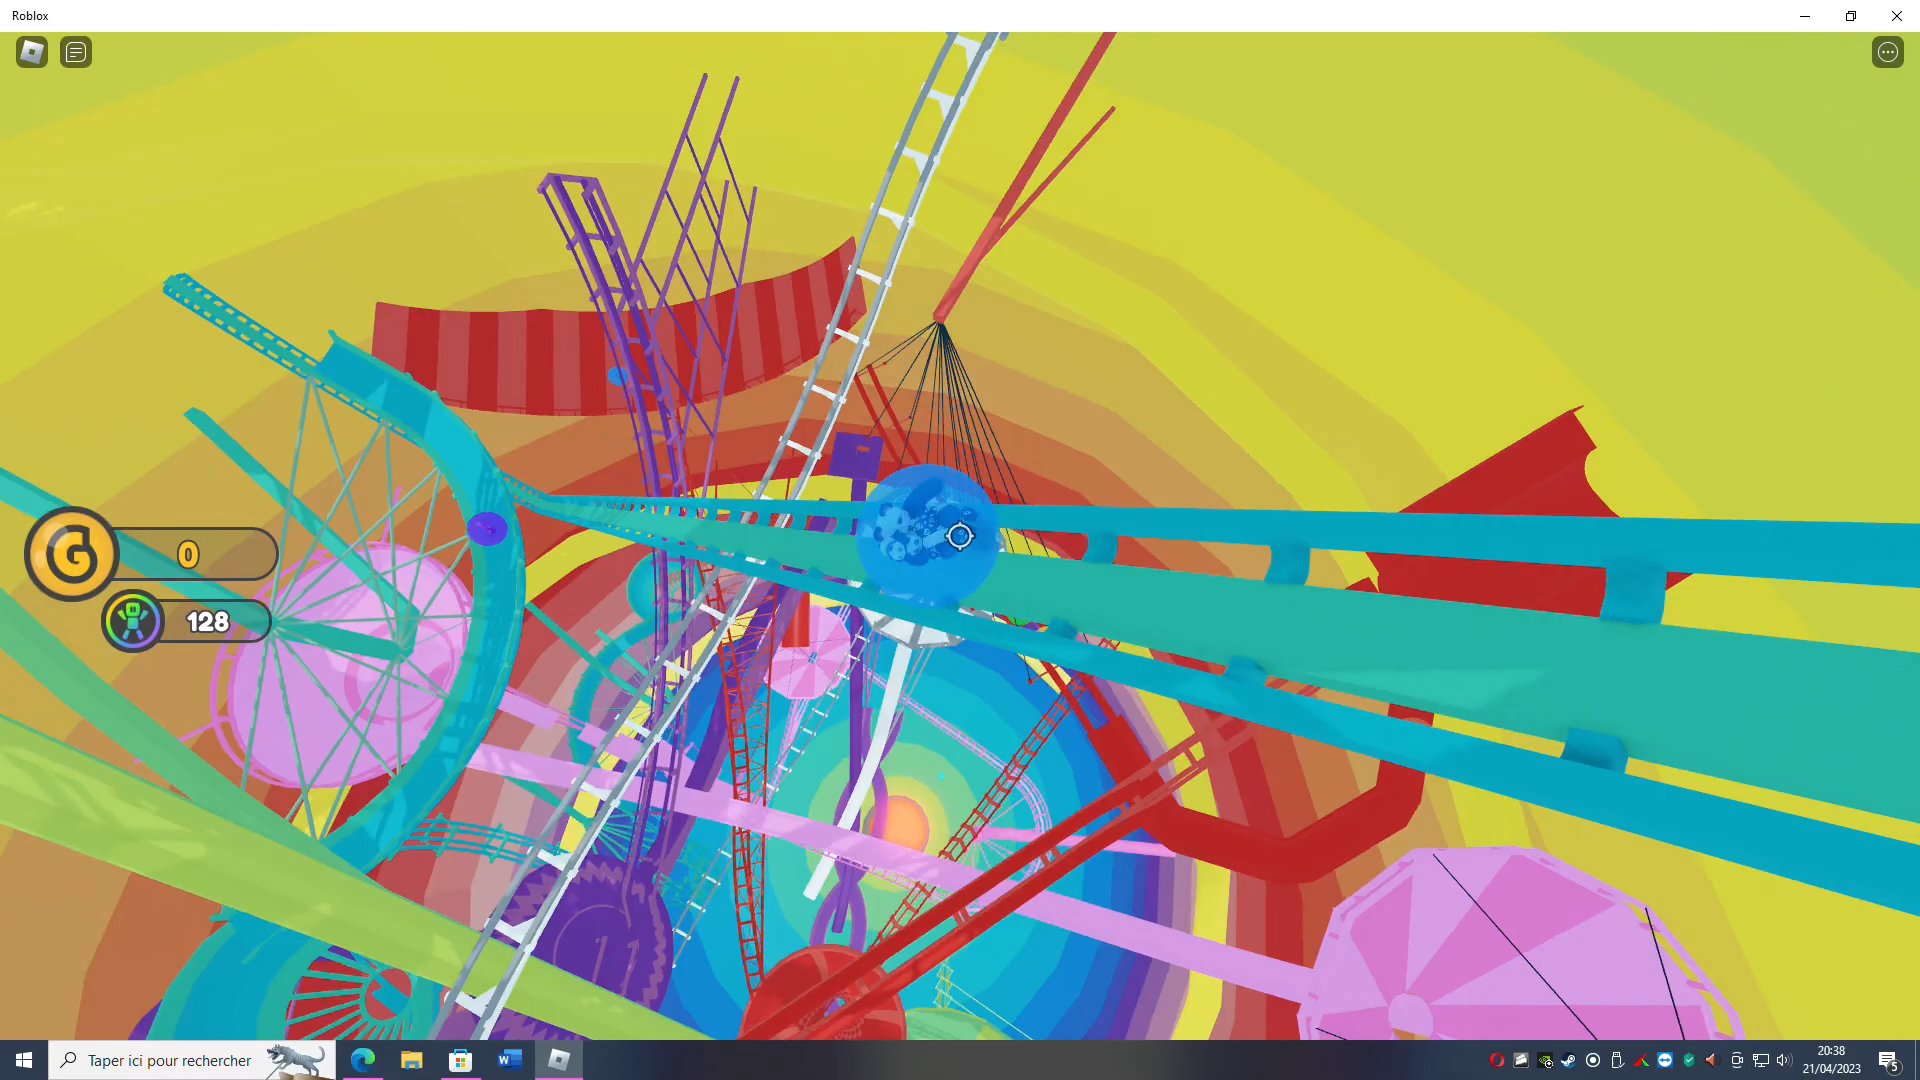 Roblox
G
0
128
Taper ici pour rechercher
W
20:38
21/04/2023
5